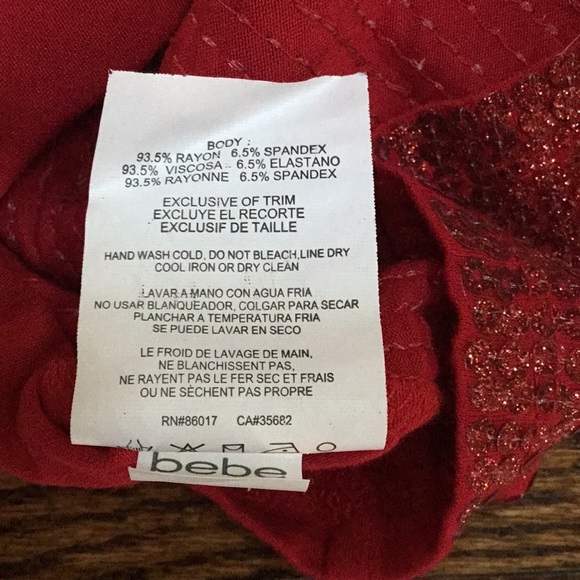 BODY :
93.5% RAYON 6.5% SPANDEX
93.5% VISCOSA 6.5% ELASTANO
93.5% RAYONNE 6.5% SPANDEX
EXCLUSIVE OF TRIM
EXCLUYE EL RECORTE
EXCLUSIF DE TAILLE
HAND WASH COLD, DO NOT BLEACH,LINE DRY
COOL IRON OR DRY CLEAN
LAVAR A MANO CON AGUA FRIA
NO USAR BLANQUEADOR, COLGAR PARA SECAR
PLANCHAR A TEMPERATURA FRIA
SE PUEDE LAVAR EN SECO
LE FROID DE LAVAGE DE MAIN,
NE BLANCHISSENT PAS,
NE RAYENT PAS LE FER SEC ET FRAIS
OU NE SÈCHENT PAS PROPRE
RN#86017 CA#35682
bebe